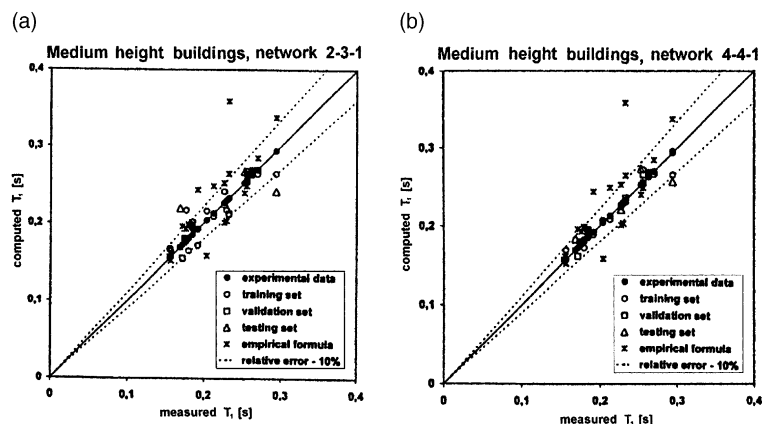 (a)
Medium height buildings, network 2-3-1
0,4
0,3
0,2
0,1
0
computed T, [s]
experimental data
training set
validation set
testing set
empirical formula
relative error - 10%
0
0,1
0,2
0,3
0,4
measured T, [s]
(b)
Medium height buildings, network 4-4-1
0,4
0,3
0,2
0,1
0
computed T, [s]
experimental data
training set
validation set
testing set
empirical formula
relative error - 10%
0
0,1
0,2
0,3
0,4
measured T, [s]